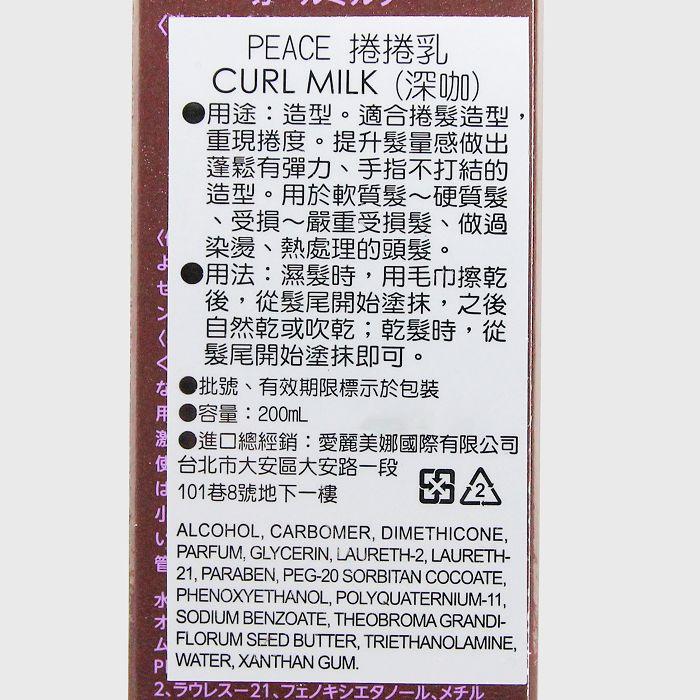 PEACE 捲捲乳
CURL MILK (深咖)
●用途：造型。適合捲髮造型，
重現捲度。提升髮量感做出
蓬鬆有彈力、手指不打結的
造型。用於軟質髮～硬質髮
、受損～嚴重受損髮、做過
染燙、熱處理的頭髮。
●用法：濕髮時，用毛巾擦乾
後，從髮尾開始塗抹，之後
自然乾或吹乾；乾髮時，從
髮尾開始塗抹即可。
●批號、有效期限標示於包裝
●容量：200mL
●進口總經銷：愛麗美娜國際有限公司
台北市大安區大安路一段
101巷8號地下一樓
2
ALCOHOL, CARBOMER, DIMETHICONE,
PARFUM, GLYCERIN, LAURETH-2, LAURETH-
21, PARABEN, PEG-20 SORBITAN COCOATE,
PHENOXYETHANOL, POLYQUATERNIUM-11,
SODIUM BENZOATE, THEOBROMA GRANDI-
FLORUM SEED BUTTER, TRIETHANOLAMINE,
WATER, XANTHAN GUM.
2、ラウレスー21、フェノキシエタノール、メチル